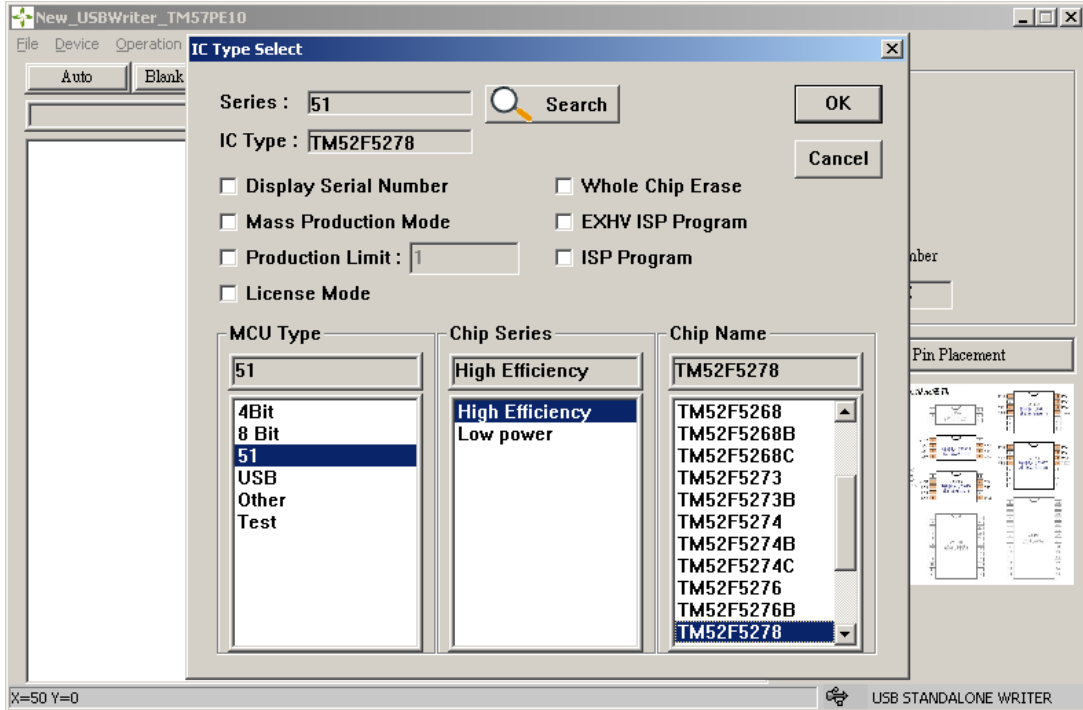 New_USBWriter_TM57PE10
File Device Operation
IC Type Select
Auto Blank
Series : 51 Search OK
IC Type : TM52F5278
Cancel
Display Serial Number Whole Chip Erase
Mass Production Mode EXHV ISP Program
Production Limit : 1 ISP Program
License Mode
MCU Type Chip Series Chip Name
51 High Efficiency TM52F5278
4Bit
8 Bit
51
USB
Other
Test
High Efficiency
Low power
TM52F5268
TM52F5268B
TM52F5268C
TM52F5273
TM52F5273B
TM52F5274
TM52F5274B
TM52F5274C
TM52F5276
TM52F5276B
TM52F5278
nber
Pin Placement
X=50 Y=0 USB STANDALONE WRITER